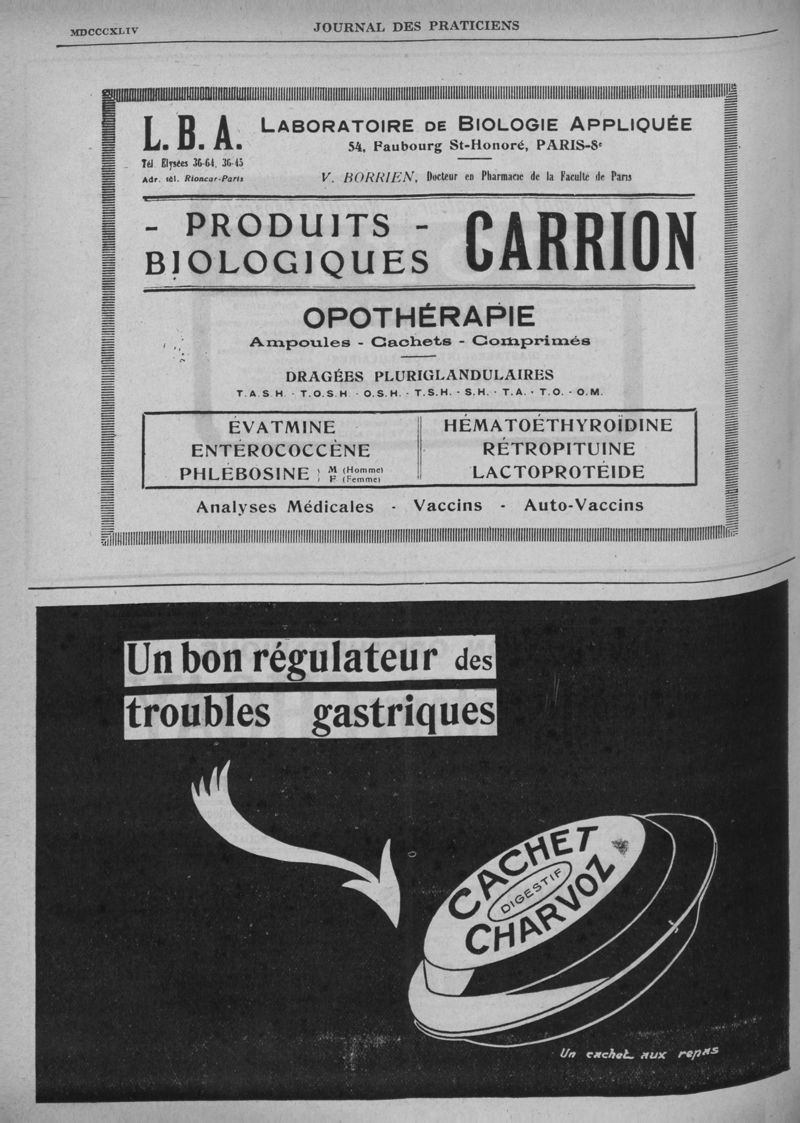 MDCCCXLIV
JOURNAL DES PRATICIENS
L. B. A.
Tél. Elysées 36-64, 36-45
Adr. tél. Rioncar-Paris
LABORATOIRE DE BIOLOGIE APPLIQUÉE
54, Faubourg St-Honoré, PARIS-8e
V. BORRIEN, Docteur en Pharmacie de la Faculté de Paris
- PRODUITS -
BIOLOGIQUES
CARRION
OPOTHÉRAPIE
Ampoules - Cachets - Comprimés
DRAGÉES PLURIGLANDULAIRES
T.A.S.H. - T.O.S.H - O.S.H. - T.S.H. - S.H. - T.A. - T.O. - O.M.
ÉVATMINE
ENTÉROCOCCÈNE
PHLÉBOSINE } M (Homme)
F (Femme)
HÉMATOÉTHYROÏDINE
RÉTROPITUINE
LACTOPROTÉIDE
Analyses Médicales - Vaccins - Auto-Vaccins
Un bon régulateur des
troubles gastriques
CACHET
DIGESTIF
CHARVOZ
Un cachet aux repas